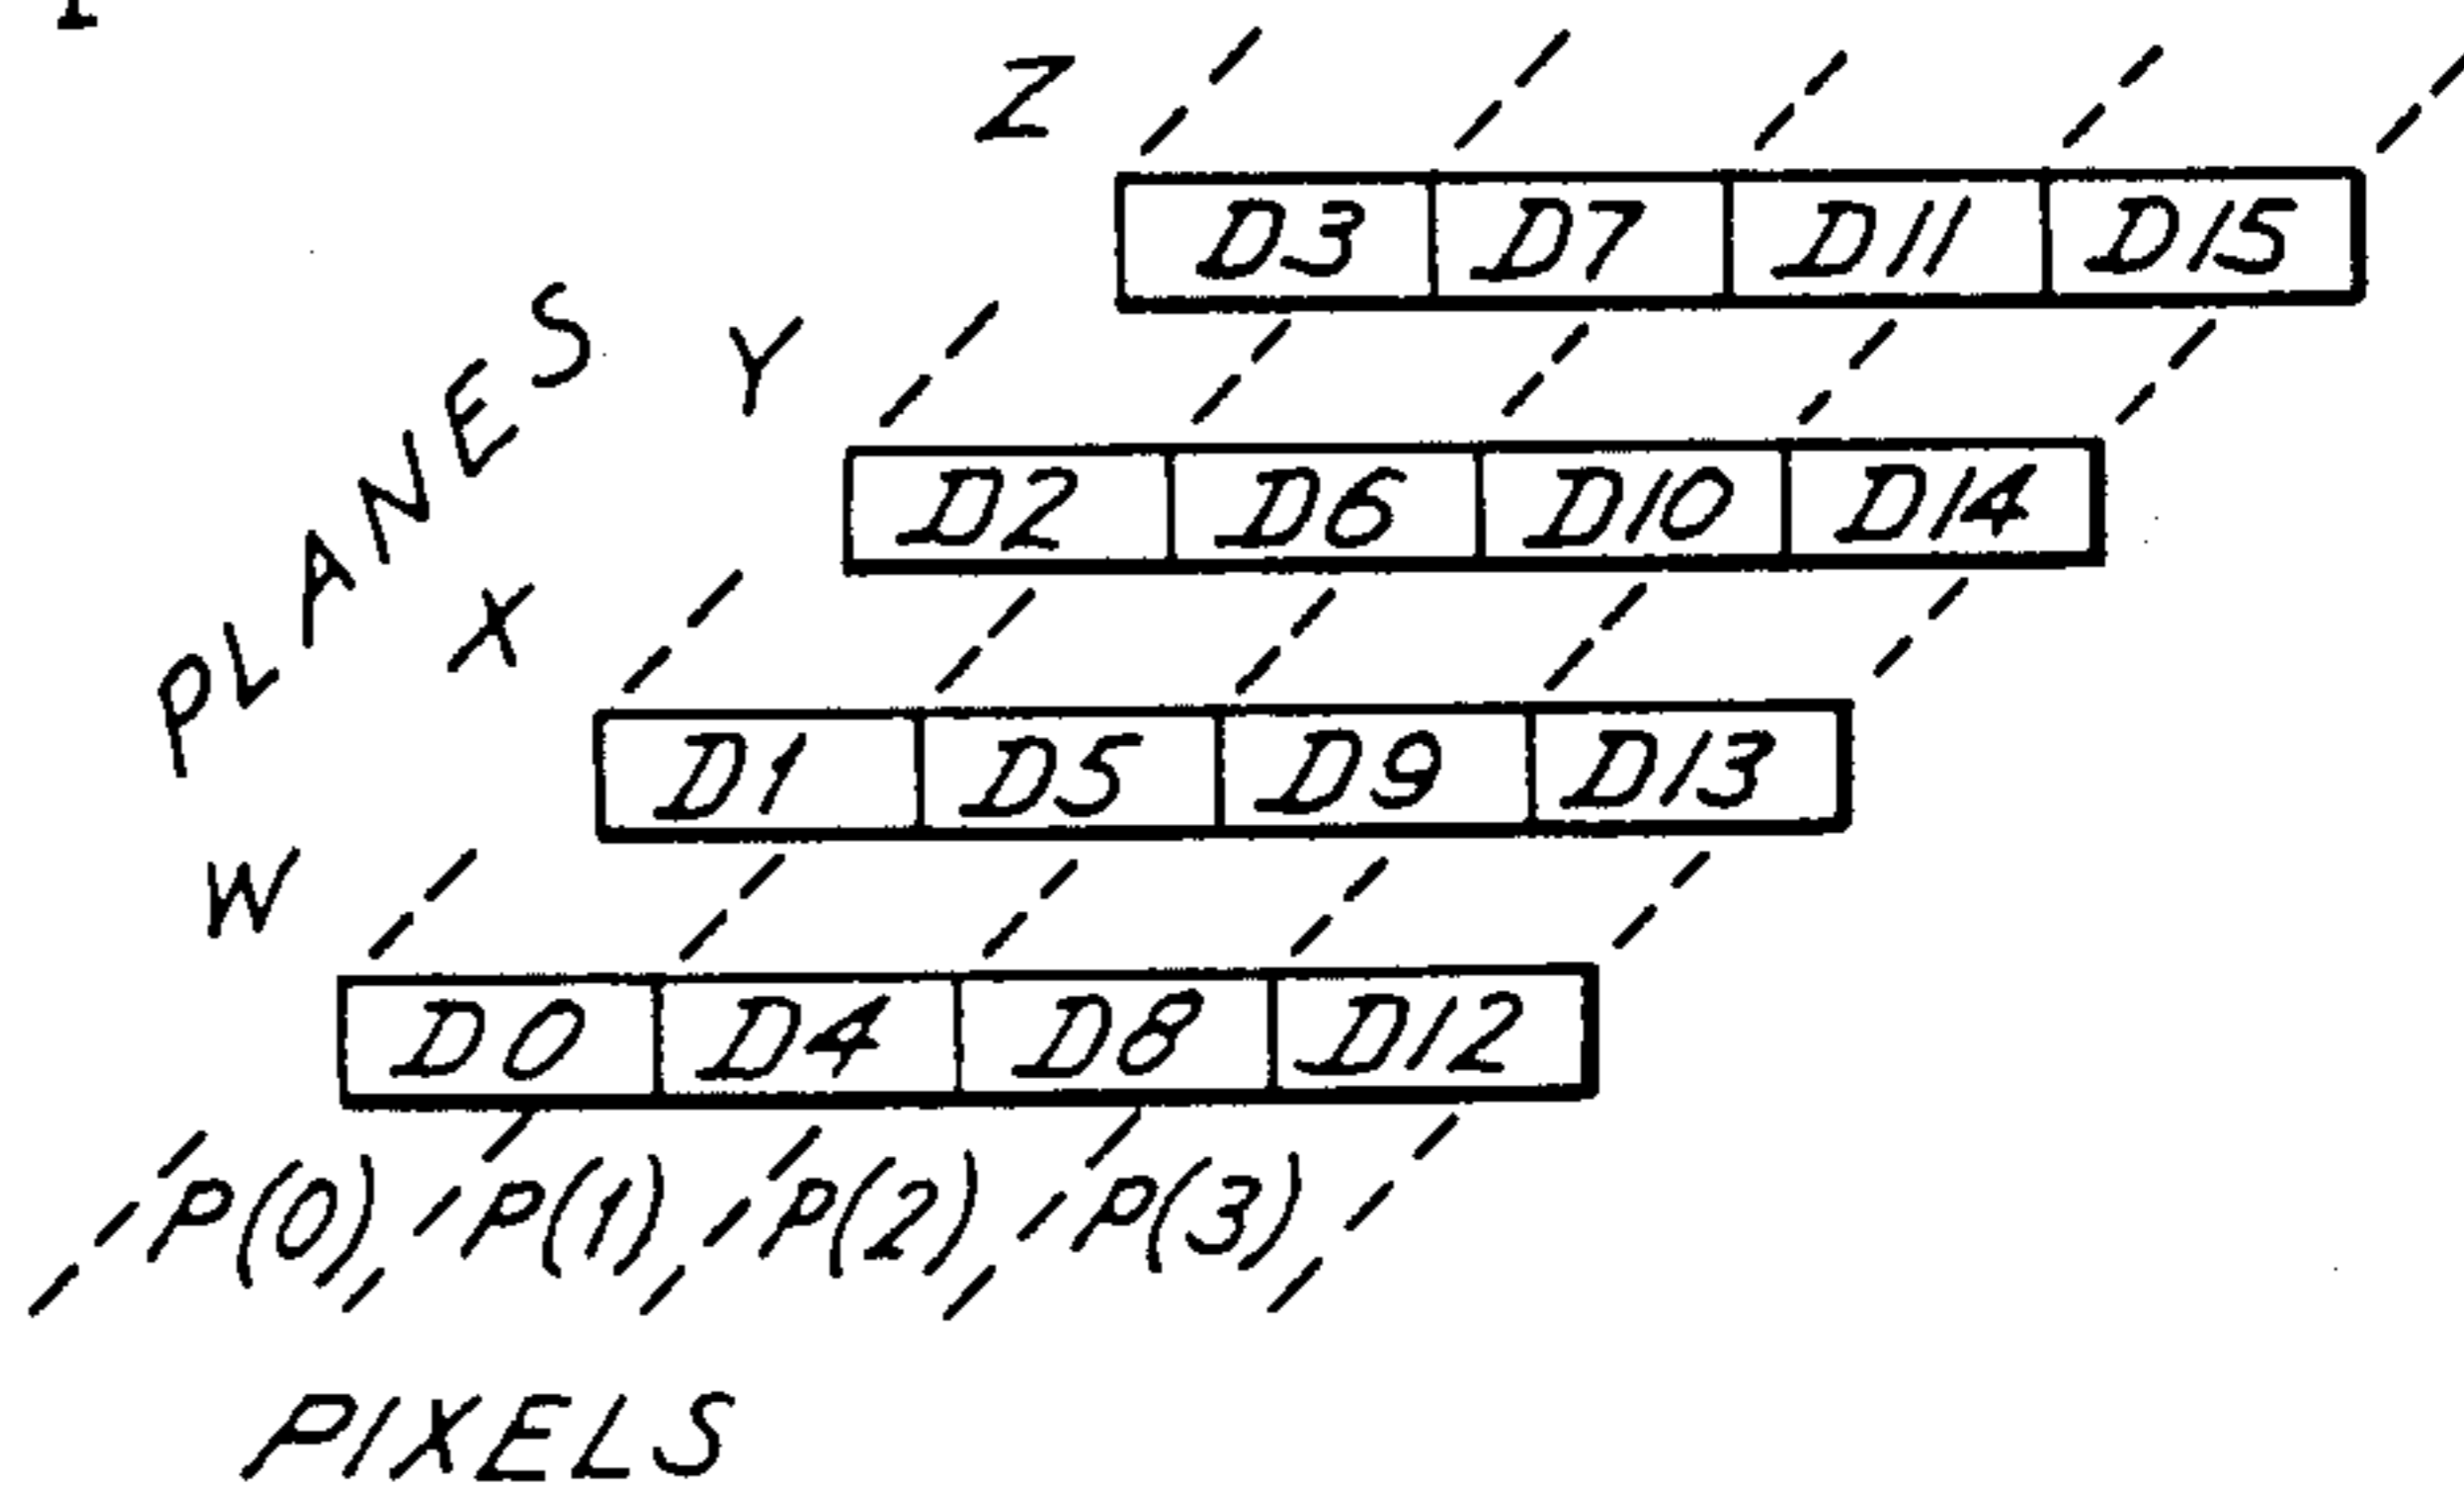 Z
D3 D7 D11 D15
PLANES
Y
D2 D6 D10 D14
X
D1 D5 D9 D13
W
D0 D4 D8 D12
P(0) P(1) P(2) P(3)
PIXELS